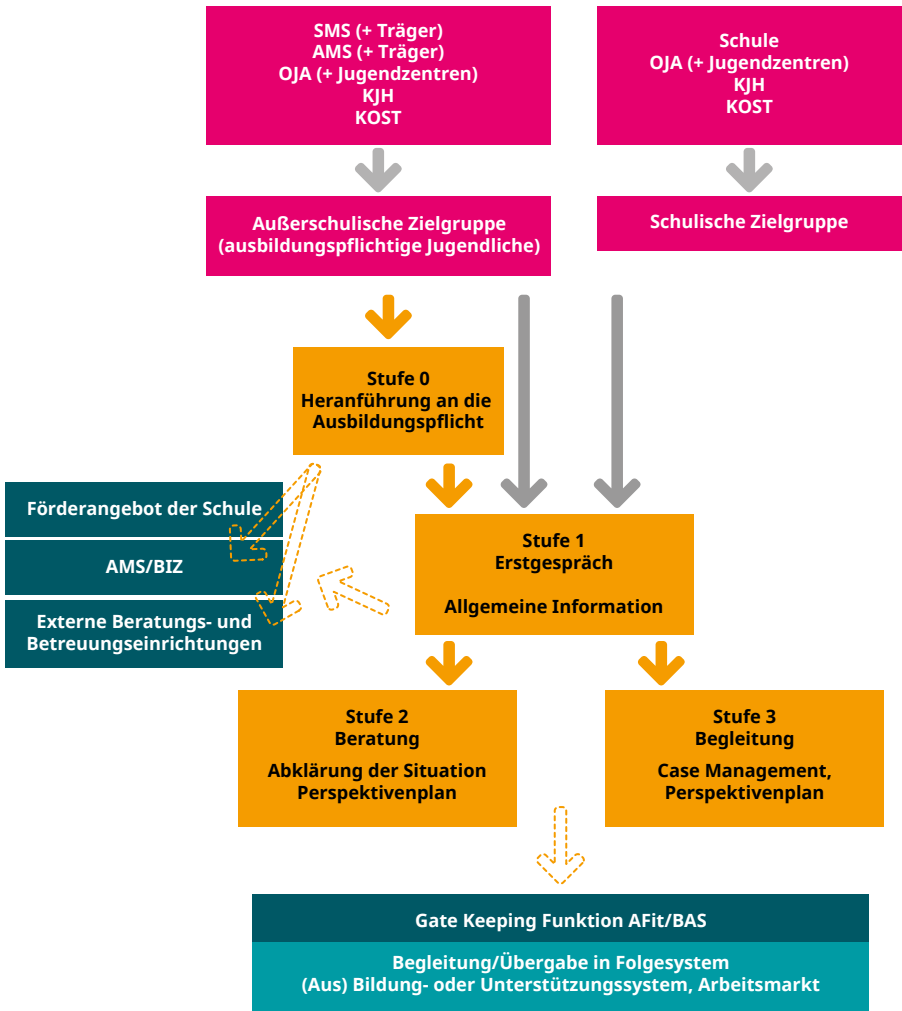 SMS (+ Träger)
AMS (+ Träger)
OJA (+ Jugendzentren)
KJH
KOST
Schule
OJA (+ Jugendzentren)
KJH
KOST
Außerschulische Zielgruppe
(ausbildungspflichtige Jugendliche)
Schulische Zielgruppe
Stufe 0
Heranführung an die
Ausbildungspflicht
Förderangebot der Schule
AMS/BIZ
Externe Beratungs- und
Betreuungseinrichtungen
Stufe 1
Erstgespräch
Allgemeine Information
Stufe 2
Beratung
Abklärung der Situation
Perspektivenplan
Stufe 3
Begleitung
Case Management,
Perspektivenplan
Gate Keeping Funktion AFit/BAS
Begleitung/Übergabe in Folgesystem
(Aus) Bildung- oder Unterstützungssystem, Arbeitsmarkt